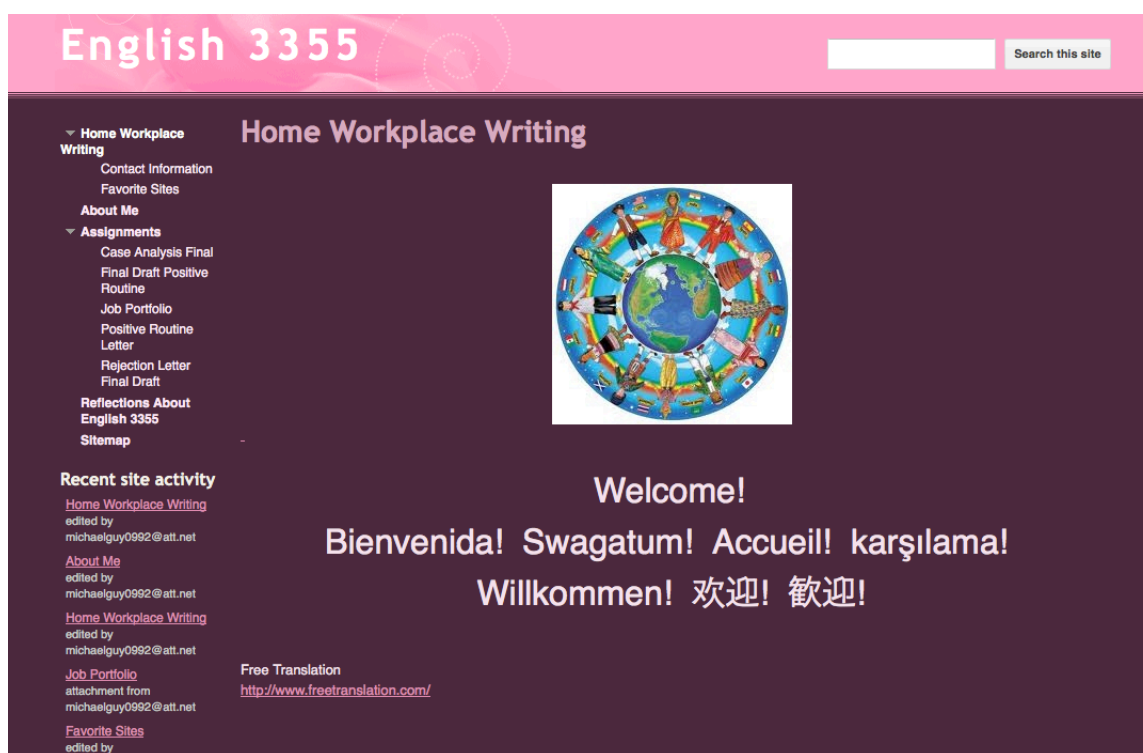 English 3355
Search this site
Home Workplace
Writing
Contact Information
Favorite Sites
About Me
Assignments
Case Analysis Final
Final Draft Positive
Routine
Job Portfolio
Positive Routine
Letter
Rejection Letter
Final Draft
Reflections About
English 3355
Sitemap
Recent site activity
Home Workplace Writing
edited by
michaelguy0992@att.net
About Me
edited by
michaelguy0992@att.net
Home Workplace Writing
edited by
michaelguy0992@att.net
Job Portfolio
attachment from
michaelguy0992@att.net
Favorite Sites
edited by
Home Workplace Writing
-
Welcome!
Bienvenida! Swagatum! Accueil! karşılama!
Willkommen! 欢迎! 歓迎!
Free Translation
http://www.freetranslation.com/